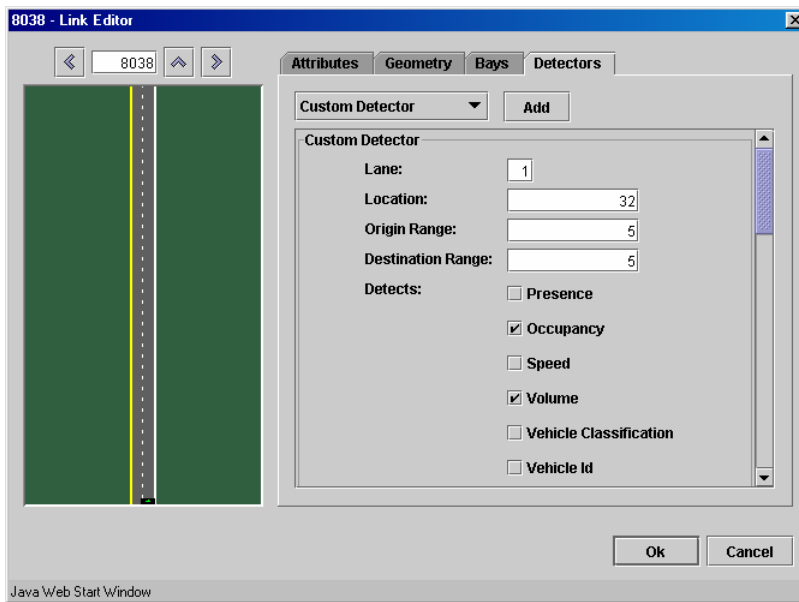 8038 - Link Editor
8038
Attributes Geometry Bays Detectors
Custom Detector Add
Custom Detector
Lane: 1
Location: 32
Origin Range: 5
Destination Range: 5
Detects: Presence
Occupancy
Speed
Volume
Vehicle Classification
Vehicle Id
Ok Cancel
Java Web Start Window